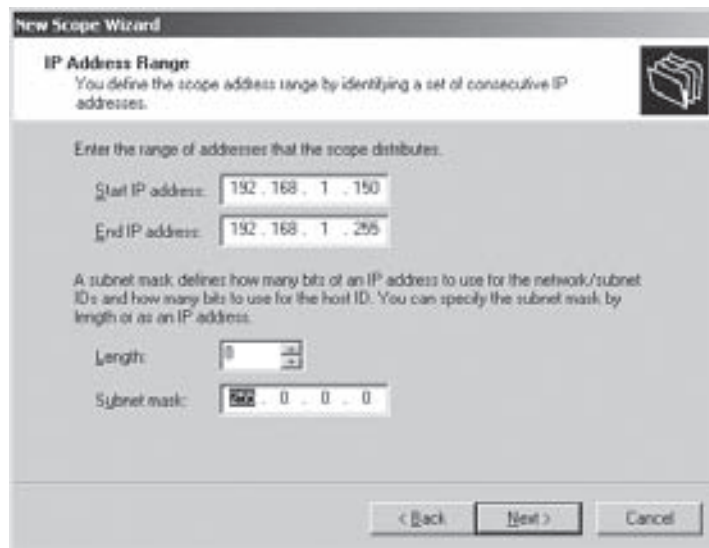 New Scope Wizard
IP Address Range
You define the scope address range by identifying a set of consecutive IP
addresses.
Enter the range of addresses that the scope distributes.
Start IP address: 192 . 168 . 1 . 150
End IP address: 192 . 168 . 1 . 255
A subnet mask defines how many bits of an IP address to use for the network/subnet
IDs and how many bits to use for the host ID. You can specify the subnet mask by
length or as an IP address.
Length: 8
Subnet mask: 255 . 0 . 0 . 0
< Back
Next >
Cancel